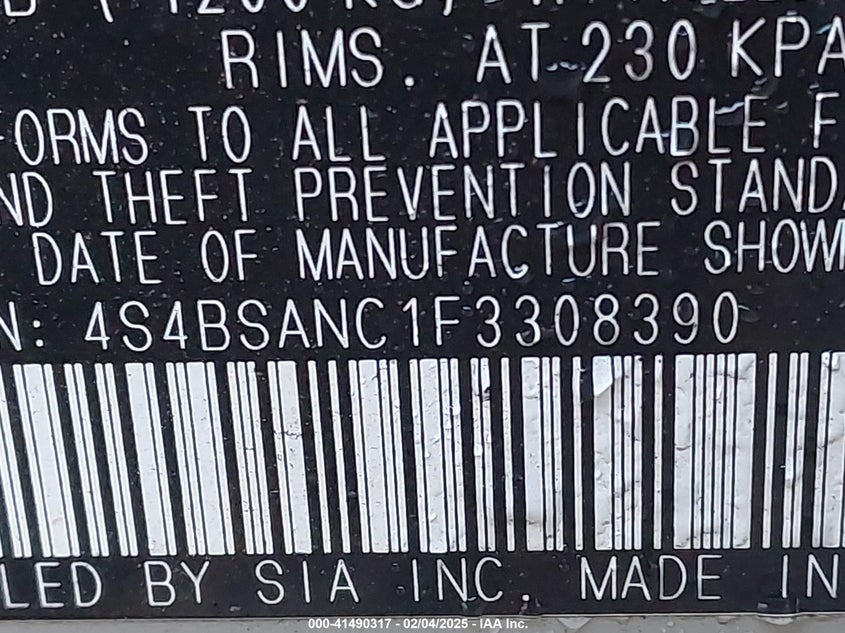 RIMS. AT 230 KPA
FORMS TO ALL APPLICABLE F
ND THEFT PREVENTION STAND
DATE OF MANUFACTURE SHOW
N: 4S4BSANC1F3308390
LED BY SIA INC. MADE IN
000-41490317 - 02/04/2025 - IAA Inc.